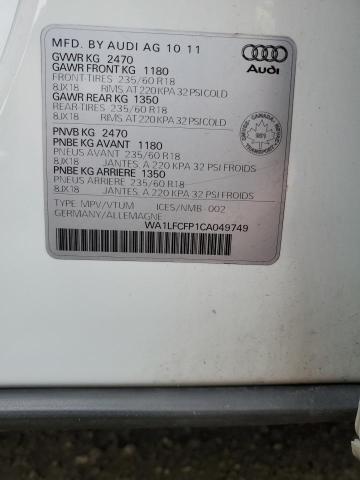 MFD. BY AUDI AG 10 11
GVWR KG 2470
GAWR FRONT KG 1180
FRONT-TIRES 235/60 R18
8JX18 RIMS AT 220 KPA 32 PSI COLD
GAWR REAR KG 1350
REAR-TIRES 235/60 R18
8JX18 RIMS AT 220 KPA 32 PSI COLD
Audi
CANADA
TRANSPORT
PNVB KG 2470
PNBE KG AVANT 1180
PNEUS AVANT 235/60 R18
8JX18 JANTES, A 220 KPA 32 PSI FROIDS
PNBE KG ARRIERE 1350
PNEUS ARRIERE 235/60 R18
8JX18 JANTES, A 220 KPA 32 PSI FROIDS
TYPE: MPV/VTUM ICES/NMB-002
GERMANY/ALLEMAGNE
WA1LFCFP1CA049749